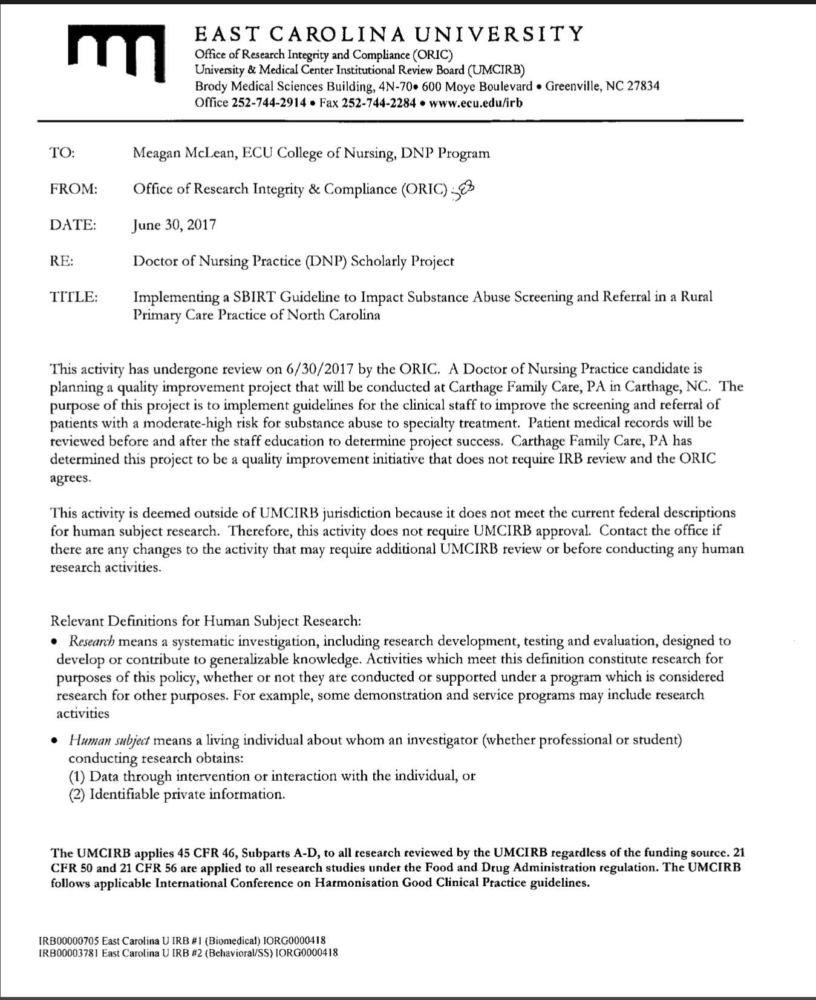 EAST CAROLINA UNIVERSITY
Office of Research Integrity and Compliance (ORIC)
University & Medical Center Institutional Review Board (UMCIRB)
Brody Medical Sciences Building, 4N-70• 600 Moye Boulevard • Greenville, NC 27834
Office 252-744-2914 • Fax 252-744-2284 • www.ecu.edu/irb
TO: Meagan McLean, ECU College of Nursing, DNP Program
FROM: Office of Research Integrity & Compliance (ORIC)
DATE: June 30, 2017
RE: Doctor of Nursing Practice (DNP) Scholarly Project
TITLE: Implementing a SBIRT Guideline to Impact Substance Abuse Screening and Referral in a Rural
Primary Care Practice of North Carolina
This activity has undergone review on 6/30/2017 by the ORIC. A Doctor of Nursing Practice candidate is
planning a quality improvement project that will be conducted at Carthage Family Care, PA in Carthage, NC. The
purpose of this project is to implement guidelines for the clinical staff to improve the screening and referral of
patients with a moderate-high risk for substance abuse to specialty treatment. Patient medical records will be
reviewed before and after the staff education to determine project success. Carthage Family Care, PA has
determined this project to be a quality improvement initiative that does not require IRB review and the ORIC
agrees.
This activity is deemed outside of UMCIRB jurisdiction because it does not meet the current federal descriptions
for human subject research. Therefore, this activity does not require UMCIRB approval. Contact the office if
there are any changes to the activity that may require additional UMCIRB review or before conducting any human
research activities.
Relevant Definitions for Human Subject Research:
• Research means a systematic investigation, including research development, testing and evaluation, designed to
develop or contribute to generalizable knowledge. Activities which meet this definition constitute research for
purposes of this policy, whether or not they are conducted or supported under a program which is considered
research for other purposes. For example, some demonstration and service programs may include research
activities
• Human subject means a living individual about whom an investigator (whether professional or student)
conducting research obtains:
(1) Data through intervention or interaction with the individual, or
(2) Identifiable private information.
The UMCIRB applies 45 CFR 46, Subparts A-D, to all research reviewed by the UMCIRB regardless of the funding source. 21
CFR 50 and 21 CFR 56 are applied to all research studies under the Food and Drug Administration regulation. The UMCIRB
follows applicable International Conference on Harmonisation Good Clinical Practice guidelines.
IRB00000705 East Carolina U IRB #1 (Biomedical) IORG0000418
IRB00003781 East Carolina U IRB #2 (Behavioral/SS) IORG0000418